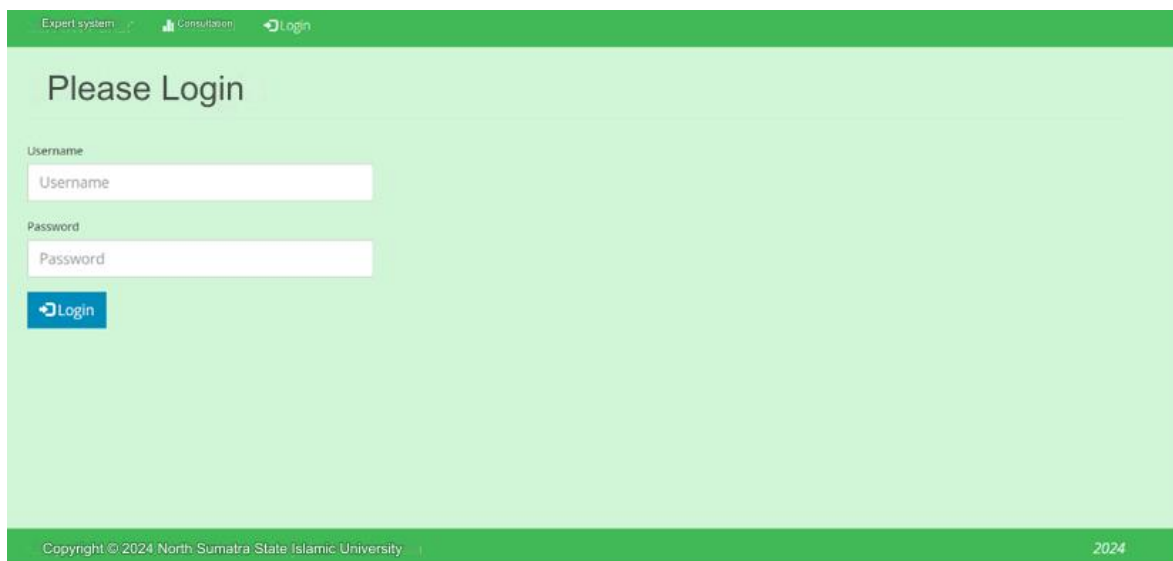 Expert system Consultation Login
Please Login
Username
Username
Password
Password
Login
Copyright © 2024 North Sumatra State Islamic University 2024